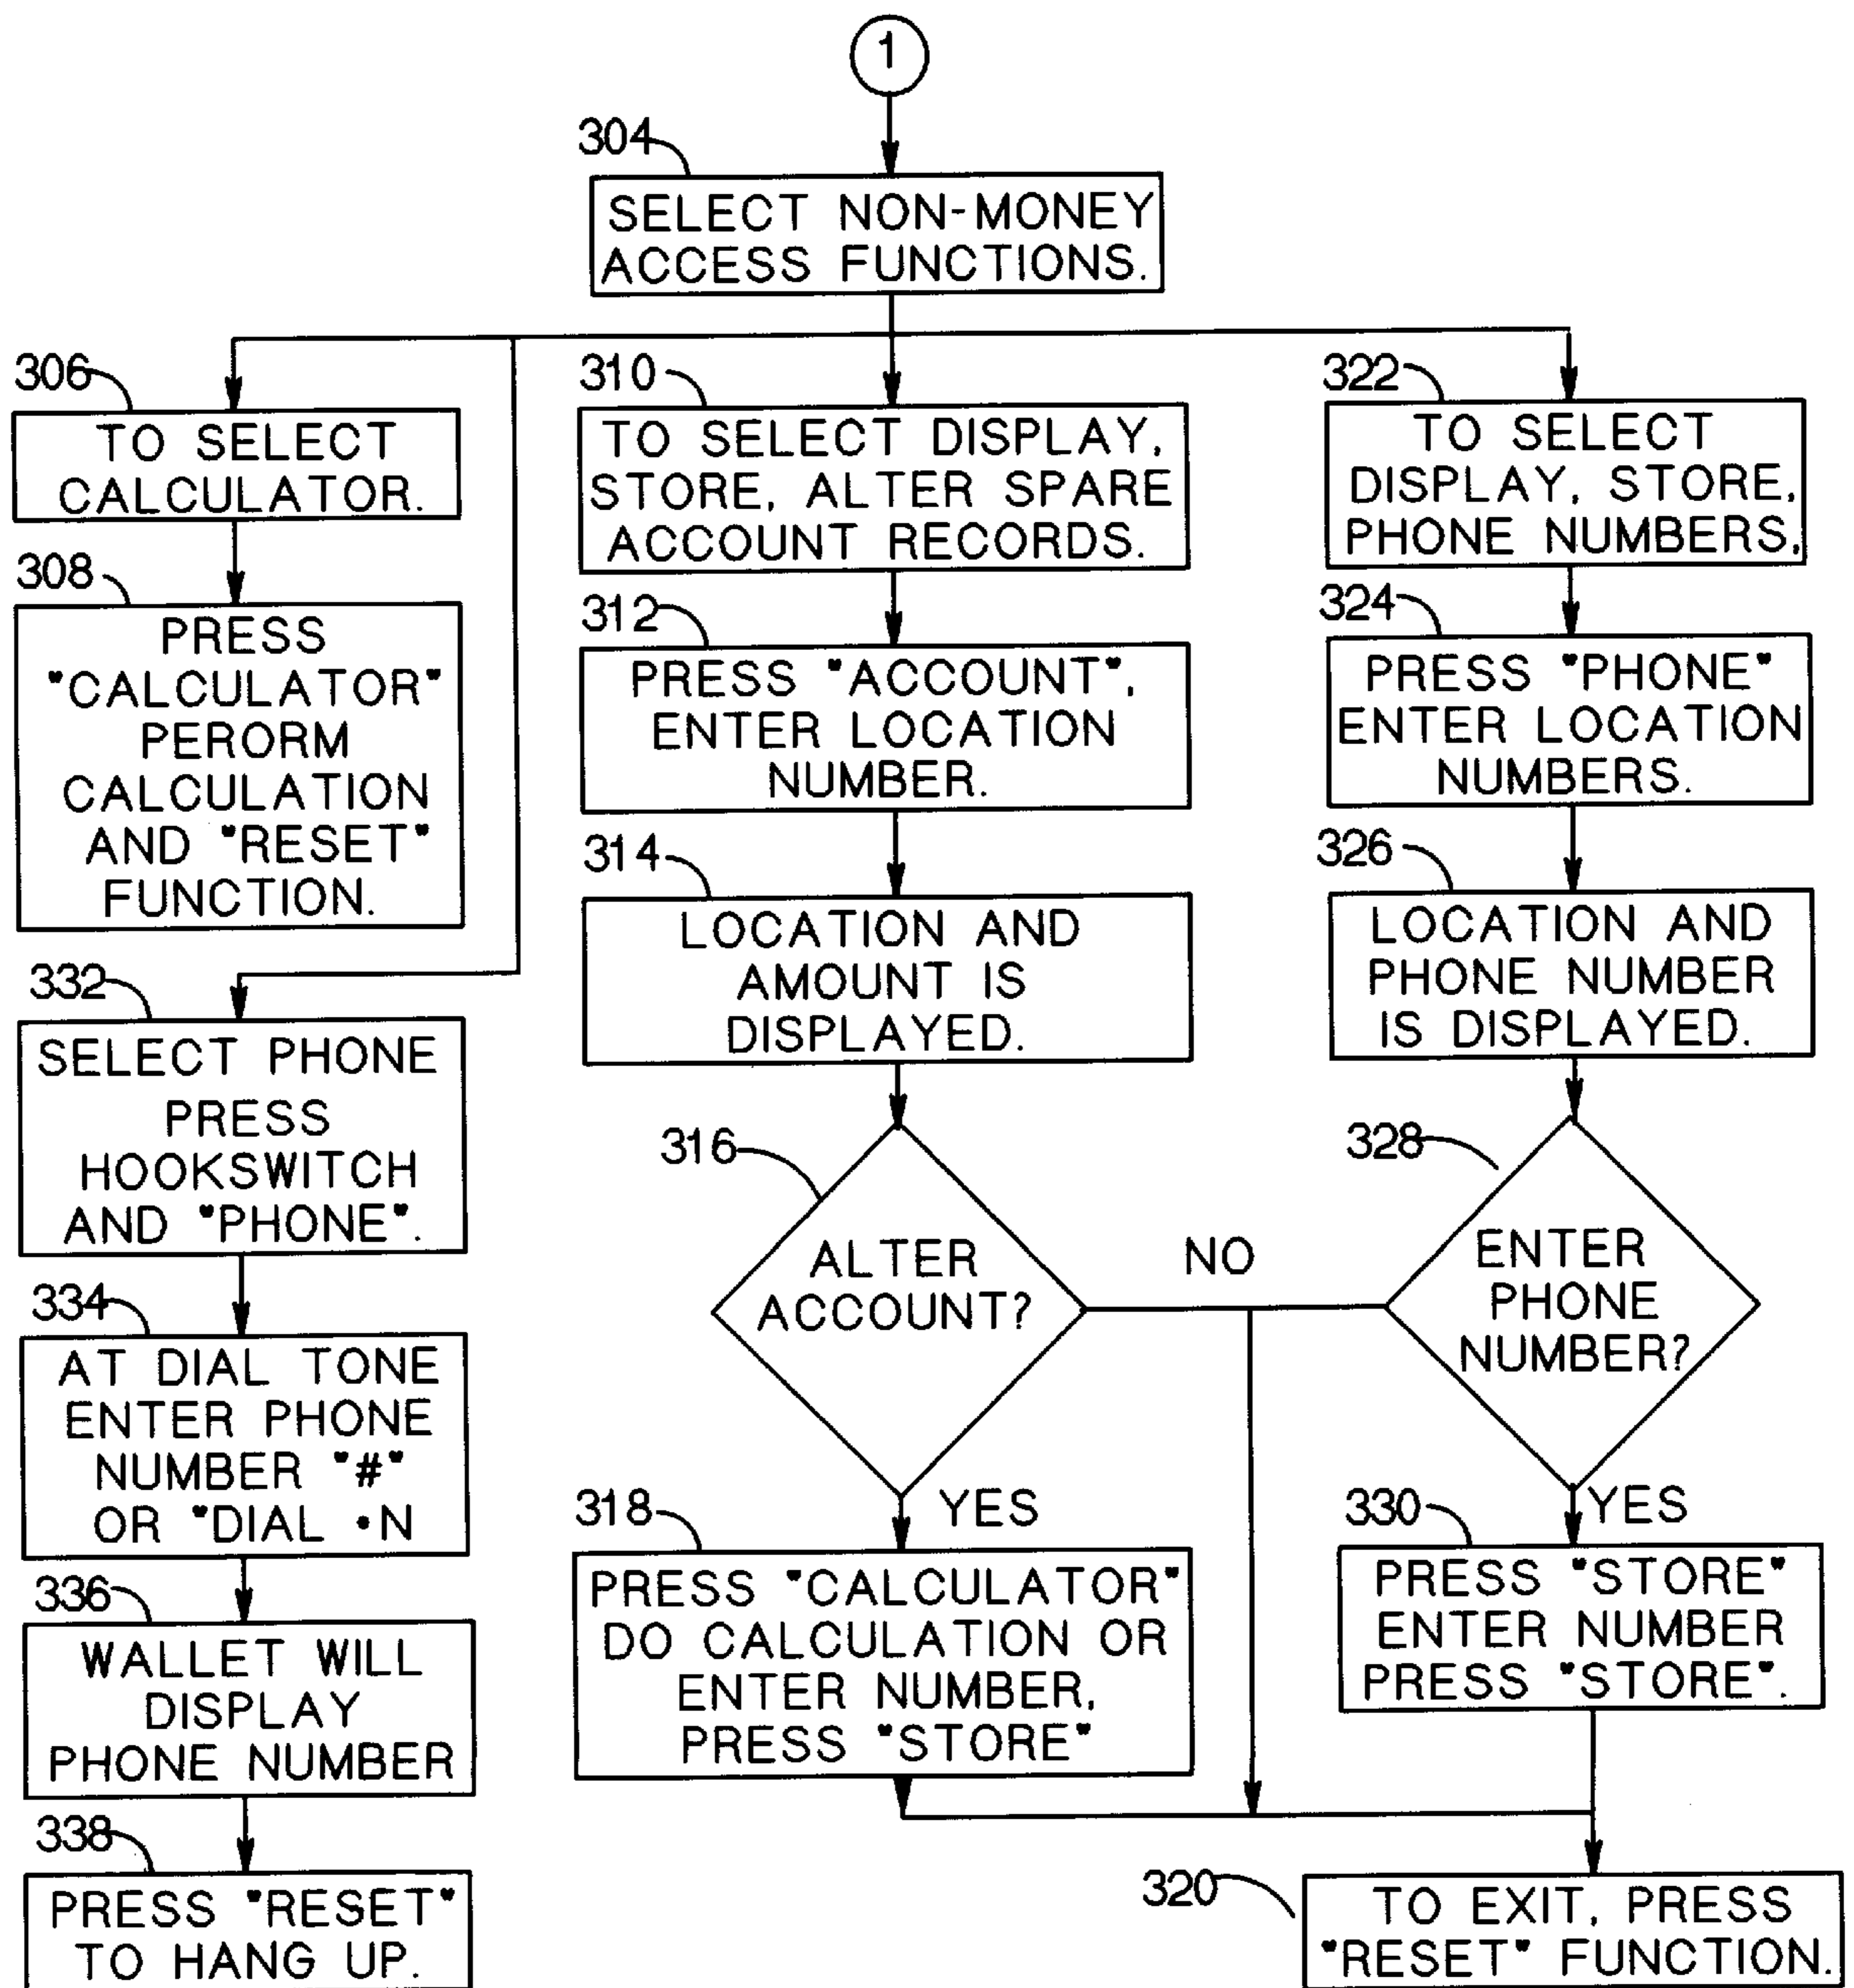 1
304
SELECT NON-MONEY
ACCESS FUNCTIONS.
306
TO SELECT
CALCULATOR.
308
PRESS
"CALCULATOR"
PERORM
CALCULATION
AND "RESET"
FUNCTION.
332
SELECT PHONE
PRESS
HOOKSWITCH
AND "PHONE".
334
AT DIAL TONE
ENTER PHONE
NUMBER "#"
OR "DIAL •N
336
WALLET WILL
DISPLAY
PHONE NUMBER
338
PRESS "RESET"
TO HANG UP.
310
TO SELECT DISPLAY,
STORE, ALTER SPARE
ACCOUNT RECORDS.
312
PRESS "ACCOUNT",
ENTER LOCATION
NUMBER.
314
LOCATION AND
AMOUNT IS
DISPLAYED.
316
ALTER
ACCOUNT?
NO
YES
318
PRESS "CALCULATOR"
DO CALCULATION OR
ENTER NUMBER,
PRESS "STORE"
322
TO SELECT
DISPLAY, STORE,
PHONE NUMBERS,
324
PRESS "PHONE"
ENTER LOCATION
NUMBERS.
326
LOCATION AND
PHONE NUMBER
IS DISPLAYED.
328
ENTER
PHONE
NUMBER?
YES
330
PRESS "STORE"
ENTER NUMBER
PRESS "STORE".
320
TO EXIT, PRESS
"RESET" FUNCTION.